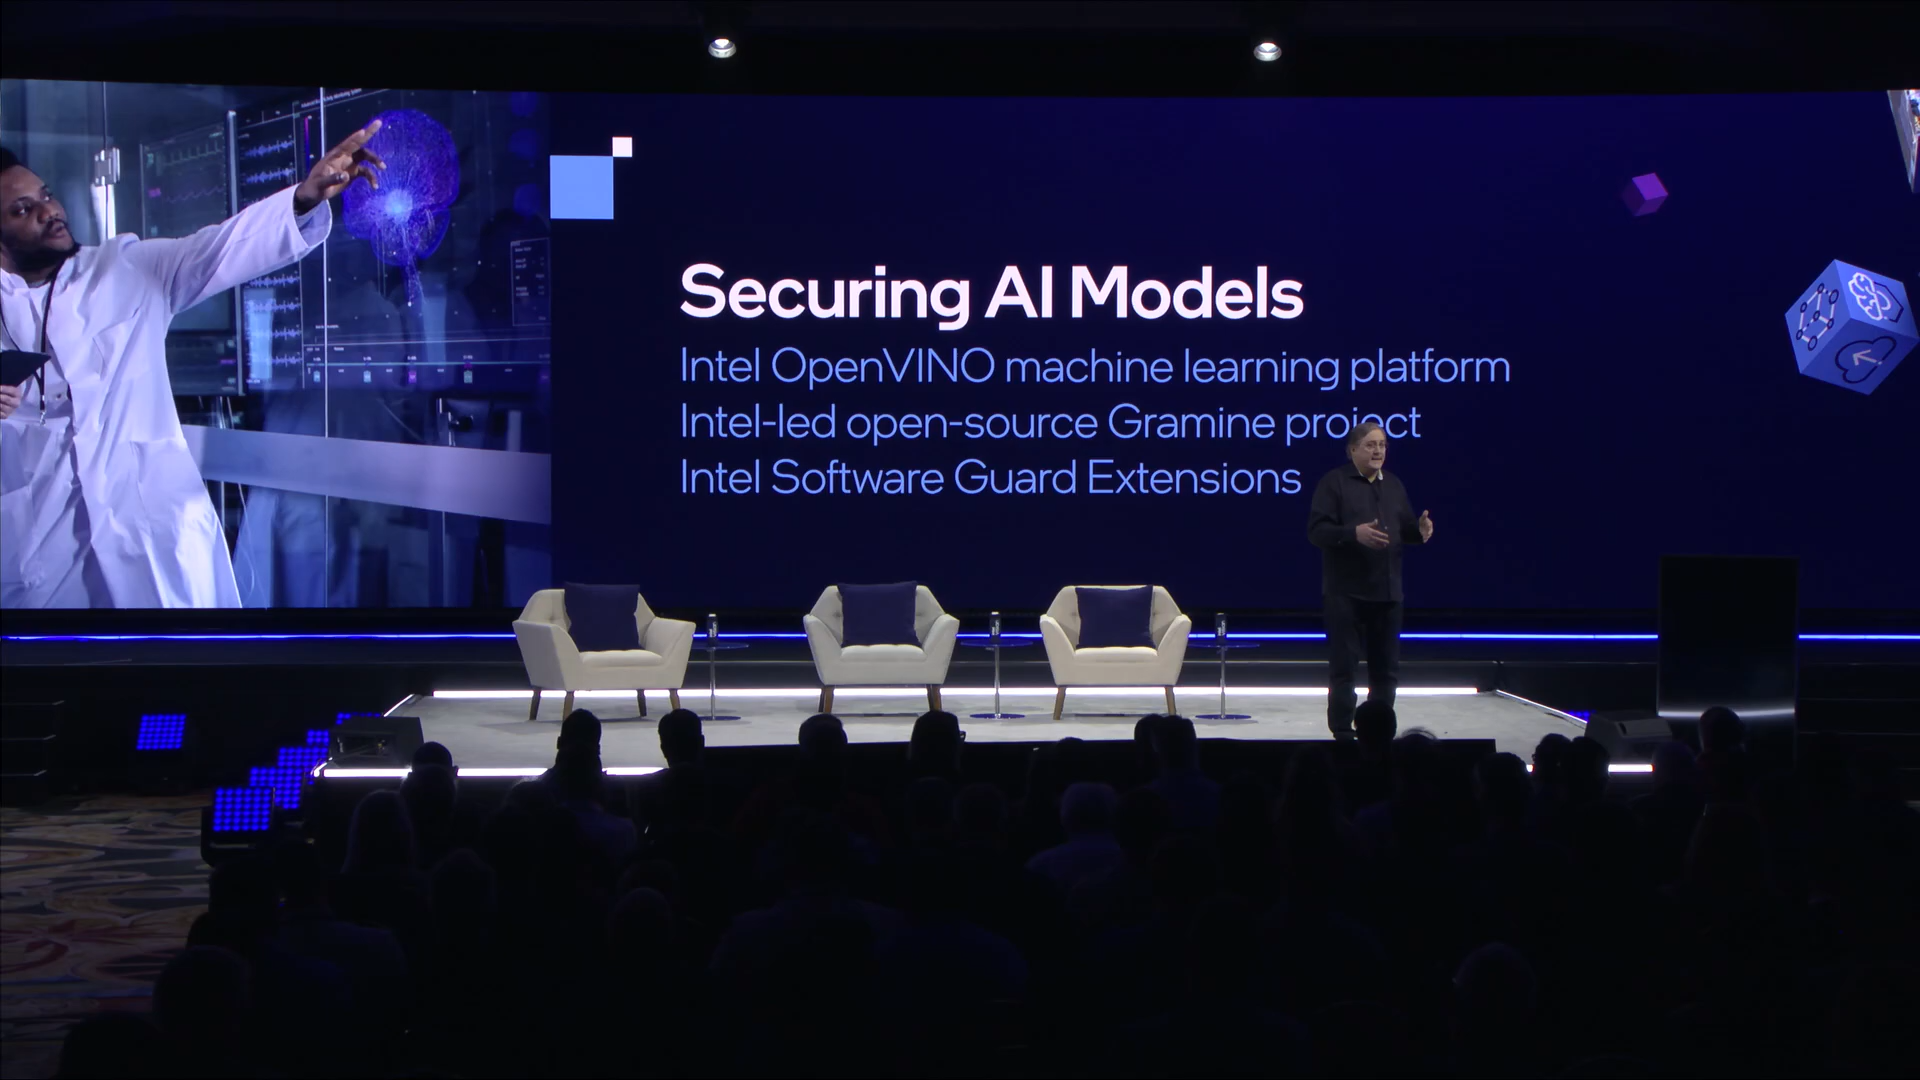 Securing AI Models
Intel OpenVINO machine learning platform
Intel-led open-source Gramine project
Intel Software Guard Extensions